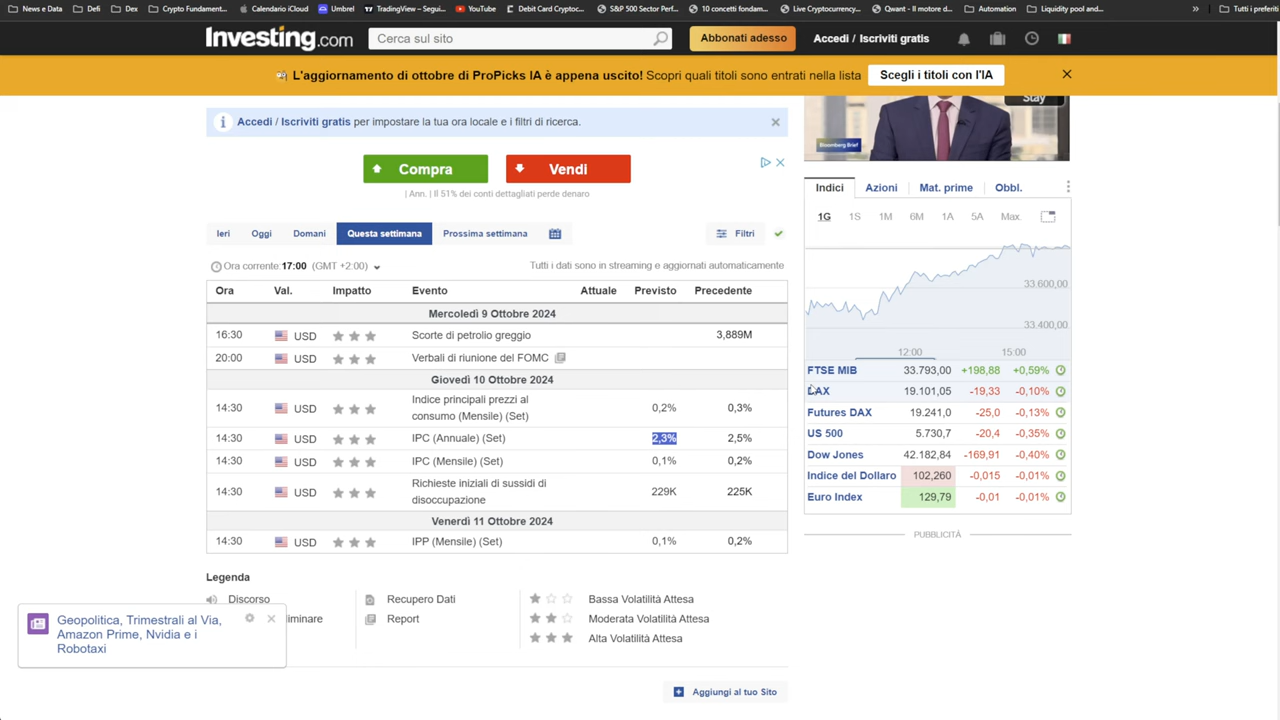 News e Data Defi Dex Crypto Fundament... Calendario iCloud Umbrel TradingView – Segui... YouTube Debit Card Cryptoc... S&P 500 Sector Perf... 10 concetti fondam... Live Cryptocurrency... Qwant - Il motore d... Automation Liquidity pool and... » Tutti i preferiti
Investing.com Cerca sul sito Abbonati adesso Accedi / Iscriviti gratis
L'aggiornamento di ottobre di ProPicks IA è appena uscito! Scopri quali titoli sono entrati nella lista Scegli i titoli con l'IA
Stay
Bloomberg Brief
Accedi / Iscriviti gratis per impostare la tua ora locale e i filtri di ricerca.
Compra Vendi
| Ann. | Il 51% dei conti dettagliati perde denaro
Ieri Oggi Domani Questa settimana Prossima settimana Filtri
Ora corrente: 17:00 (GMT +2:00) Tutti i dati sono in streaming e aggiornati automaticamente
Ora Val. Impatto Evento Attuale Previsto Precedente
Mercoledì 9 Ottobre 2024
16:30 USD Scorte di petrolio greggio 3,889M
20:00 USD Verbali di riunione del FOMC
Giovedì 10 Ottobre 2024
14:30 USD Indice principali prezzi al consumo (Mensile) (Set) 0,2% 0,3%
14:30 USD IPC (Annuale) (Set) 2,3% 2,5%
14:30 USD IPC (Mensile) (Set) 0,1% 0,2%
14:30 USD Richieste iniziali di sussidi di disoccupazione 229K 225K
Venerdì 11 Ottobre 2024
14:30 USD IPP (Mensile) (Set) 0,1% 0,2%
Legenda
Discorso Recupero Dati Bassa Volatilità Attesa
iminare Report Moderata Volatilità Attesa
Alta Volatilità Attesa
Aggiungi al tuo Sito
Geopolitica, Trimestrali al Via,
Amazon Prime, Nvidia e i
Robotaxi
Indici Azioni Mat. prime Obbl.
1G 1S 1M 6M 1A 5A Max.
33.600,00
33.400,00
12:00 15:00
FTSE MIB 33.793,00 +198,88 +0,59%
DAX 19.101,05 -19,33 -0,10%
Futures DAX 19.241,0 -25,0 -0,13%
US 500 5.730,7 -20,4 -0,35%
Dow Jones 42.182,84 -169,91 -0,40%
Indice del Dollaro 102,260 -0,015 -0,01%
Euro Index 129,79 -0,01 -0,01%
PUBBLICITÀ